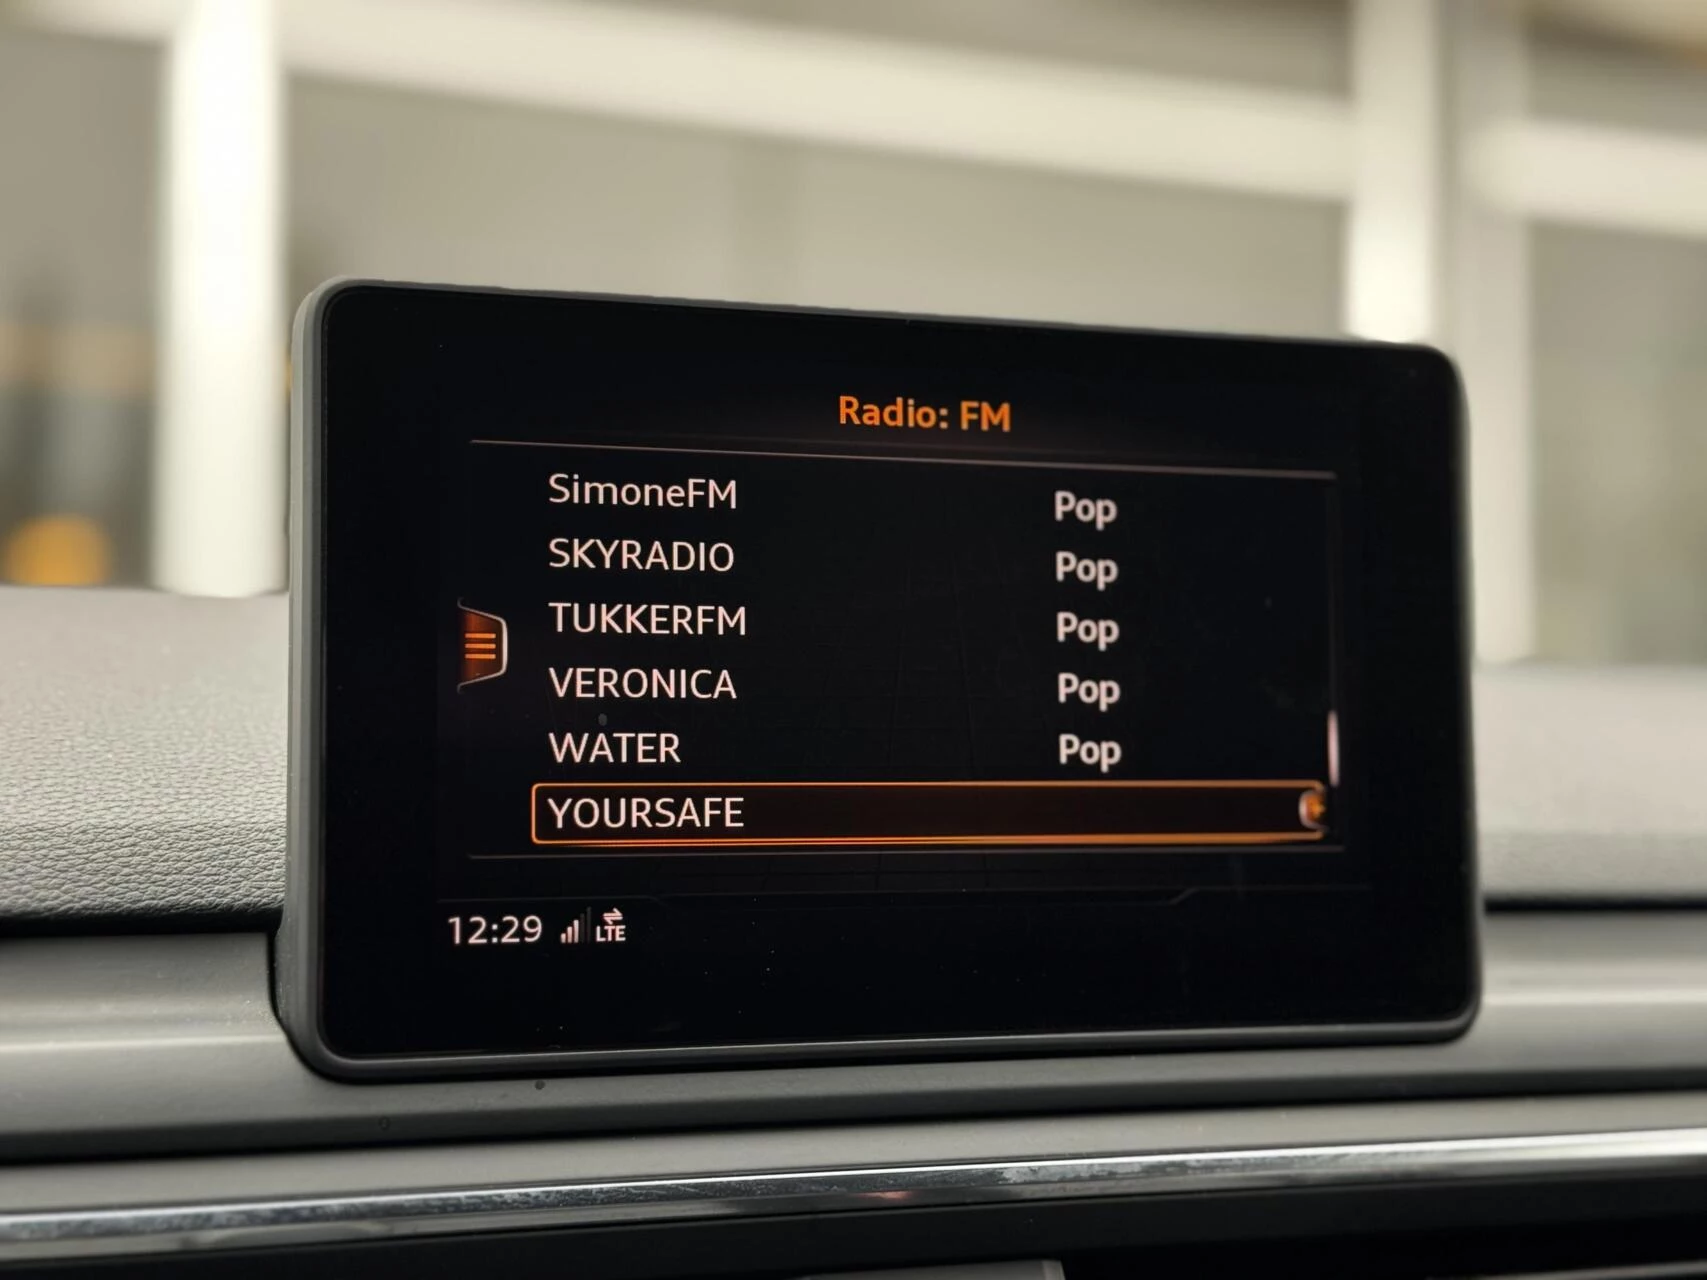 Radio: FM
SimoneFM Pop
SKYRADIO Pop
TUKKERFM Pop
VERONICA Pop
WATER Pop
YOURSAFE
12:29 LTE